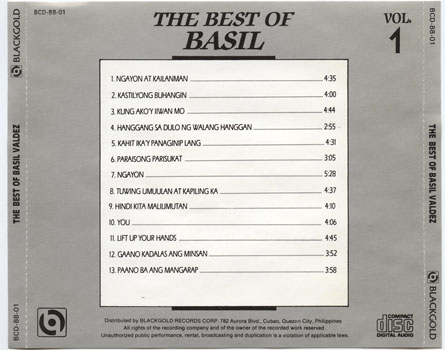 THE BEST OF
BASIL
VOL.
1
1. NGAYON AT KAILANMAN 4:35
2. KASTILYONG BUHANGIN 4:00
3. KUNG AKO'Y IIWAN MO 4:44
4. HANGGANG SA DULO NG WALANG HANGGAN 2:55
5. KAHIT IKA'Y PANAGINIP LANG 4:31
6. PARAISONG PARISUKAT 3:05
7. NGAYON 5:28
8. TUWING UMUULAN AT KAPILING KA 4:37
9. HINDI KITA MALILIMUTAN 4:10
10. YOU 4:06
11. LIFT UP YOUR HANDS 4:45
12. GAANO KADALAS ANG MINSAN 3:52
13. PAANO BA ANG MANGARAP 3:58
Distributed by BLACKGOLD RECORDS CORP. 782 Aurora Blvd., Cubao, Quezon City, Philippines
All rights of the recording company and of the owner of the work reserved.
Unauthorized public performance, rental, broadcasting and duplication is a violation of applicable laws.
COMPACT
disc
DIGITAL AUDIO
BCD-88-01
BLACKGOLD
THE BEST OF BASIL VALDEZ
BCD-88-01
BCD-88-01
BLACKGOLD
THE BEST OF BASIL VALDEZ
BCD-88-01